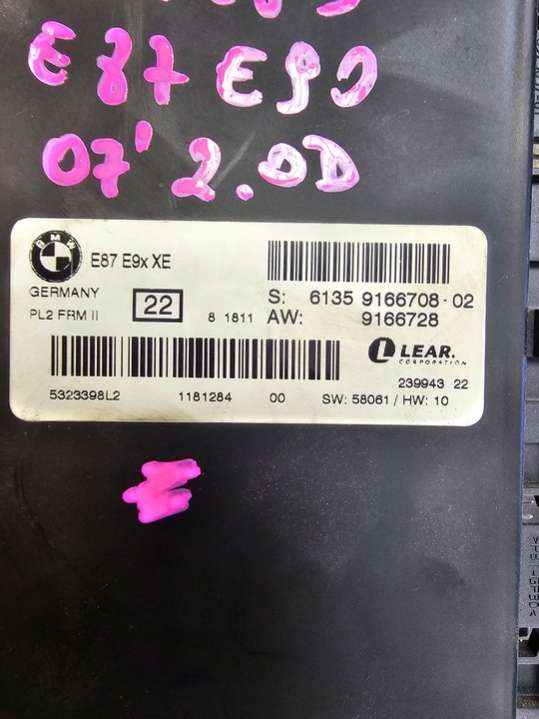 E87 E90
07' 2.0D
BMW
E87 E9x XE
GERMANY
22
PL2 FRM II
8 1811
S: 6135 9166708-02
AW: 9166728
LEAR.
CORPORATION
239943 22
5323398L2 1181284 00 SW: 58061 / HW: 10